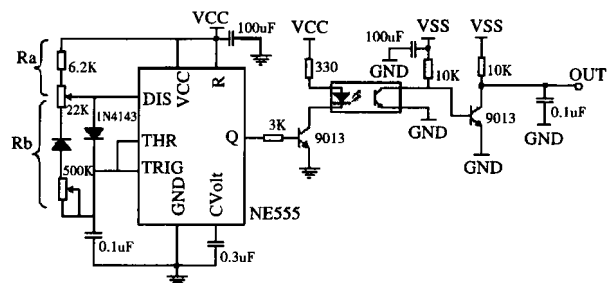 VCC
100uF
Ra
6.2K
22K
1N4143
Rb
500K
0.1uF
VCC
R
DIS
THR
TRIG
Q
GND
CVolt
NE555
0.3uF
3K
9013
VCC
330
100uF
GND
VSS
10K
GND
VSS
10K
OUT
9013
0.1uF
GND
GND